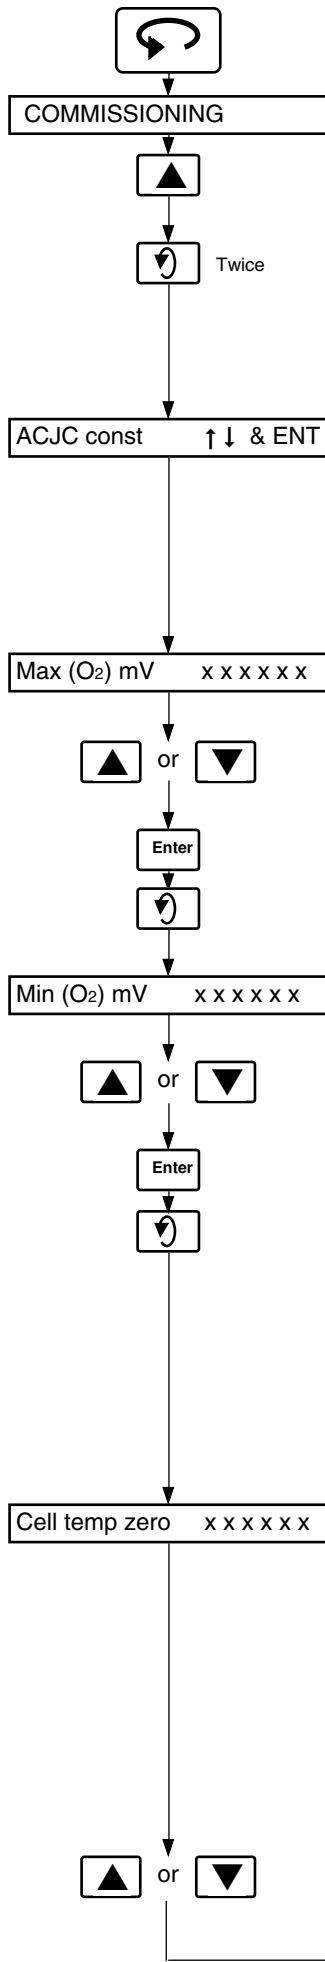 COMMISSIONING
Twice
ACJC const ↑↓ & ENT
Max (O₂) mV x x x x x x
or
Enter
Min (O₂) mV x x x x x x
or
Enter
Cell temp zero x x x x x x
or